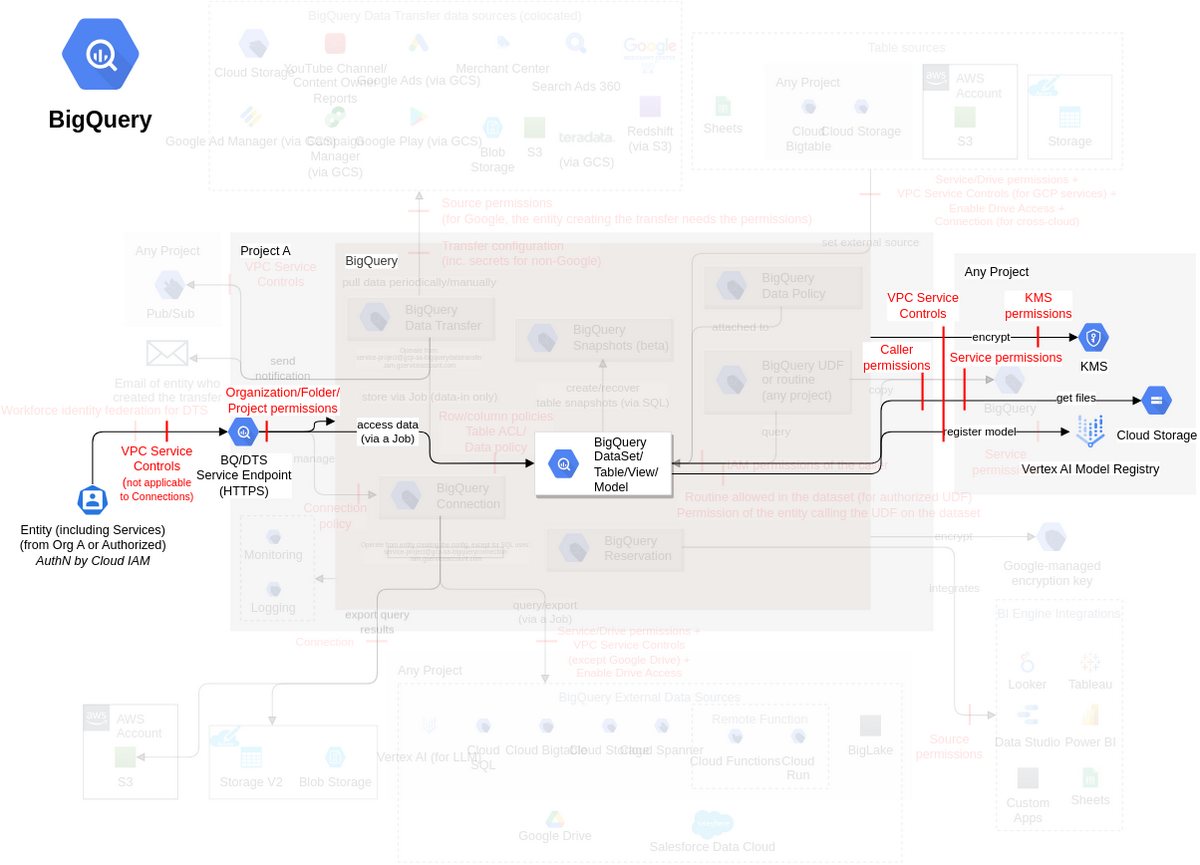 BigQuery
BigQuery Data Transfer data sources (colocated)
Cloud Storage
YouTube Channel/
Content Owner
Reports
Google Ads (via GCS)
Merchant Center
Search Ads 360
Google
Google Ad Manager (via GCS)
Campaign
Manager
(via GCS)
Google Play (via GCS)
Blob
Storage
S3
teradata.
(via GCS)
Redshift
(via S3)
Table sources
Sheets
Any Project
Cloud
Bigtable
Cloud Storage
aws
AWS
Account
S3
Storage
Source permissions
(for Google, the entity creating the transfer needs the permissions)
Transfer configuration
(inc. secrets for non-Google)
Service/Drive permissions +
VPC Service Controls (for GCP services) +
Enable Drive Access +
Connection (for cross-cloud)
set external source
Any Project
Pub/Sub
Project A
VPC Service
Controls
BigQuery
pull data periodically/manually
BigQuery
Data Transfer
BigQuery
Snapshots (beta)
BigQuery
Data Policy
attached to
BigQuery UDF
or routine
(any project)
send
notification
Email of entity who
created the transfer
store via Job (data-in only)
create/recover
table snapshots (via SQL)
copy
query
Workforce identity federation for DTS
Organization/Folder/
Project permissions
Row/column policies
Table ACL/
Data policy
VPC Service
Controls
(not applicable
to Connections)
BQ/DTS
Service Endpoint
(HTTPS)
access data
(via a Job)
manage
BigQuery
DataSet/
Table/View/
Model
IAM permissions of the caller
Routine allowed in the dataset (for authorized UDF)
Permission of the entity calling the UDF on the dataset
Entity (including Services)
(from Org A or Authorized)
AuthN by Cloud IAM
Connection
policy
BigQuery
Connection
Monitoring
Logging
BigQuery
Reservation
Any Project
VPC Service
Controls
KMS
permissions
encrypt
KMS
Caller
permissions
Service permissions
BigQuery
get files
Cloud Storage
register model
Service
Vertex AI Model Registry
encrypt
Google-managed
encryption key
integrates
export query
results
Connection
query/export
(via a Job)
Service/Drive permissions +
VPC Service Controls
(except Google Drive) +
Enable Drive Access
aws
AWS
Account
S3
Storage V2
Blob Storage
Any Project
BigQuery External Data Sources
Vertex AI (for LLM)
Cloud
SQL
Cloud Bigtable
Cloud Storage
Cloud Spanner
Remote Function
Cloud Functions
Cloud
Run
BigLake
Google Drive
Salesforce Data Cloud
Source
permissions
BI Engine Integrations
Looker
Tableau
Data Studio
Power BI
Custom
Apps
Sheets